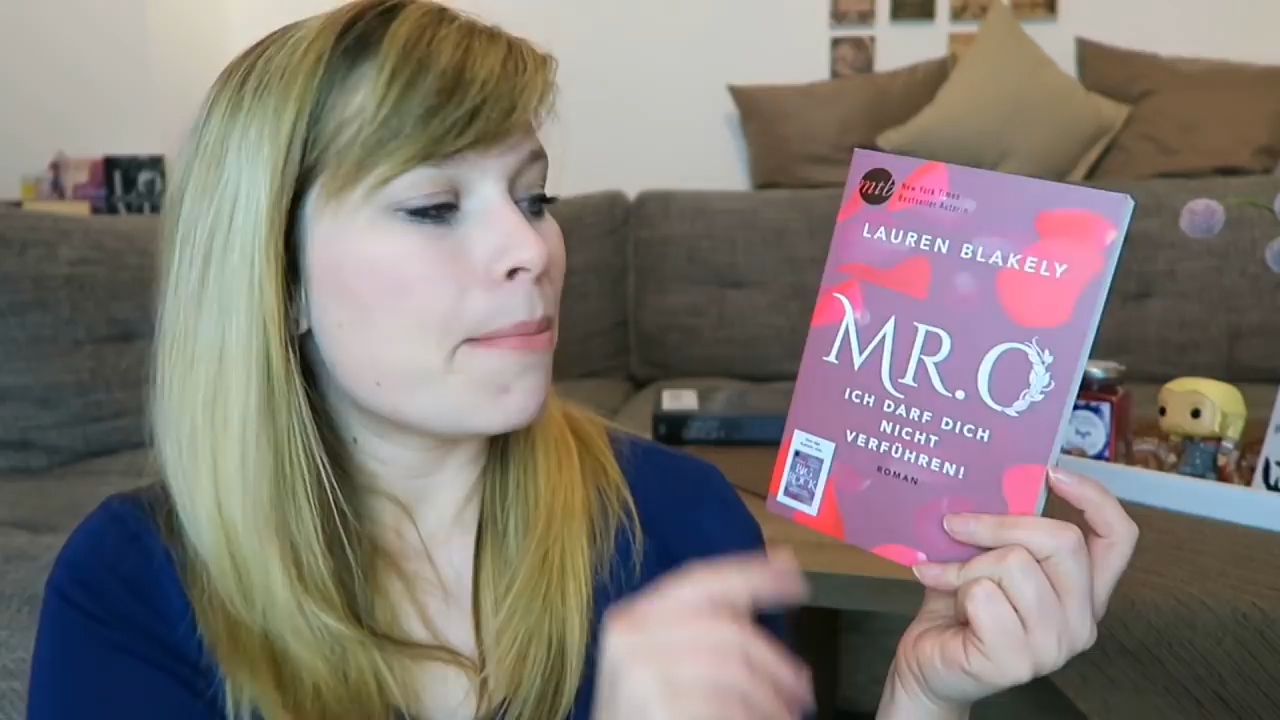 mtb
New York Times
Bestseller Autorin
LAUREN BLAKELY
MR. O
ICH DARF DICH
NICHT
VERFÜHREN!
ROMAN
BIG
ROCK